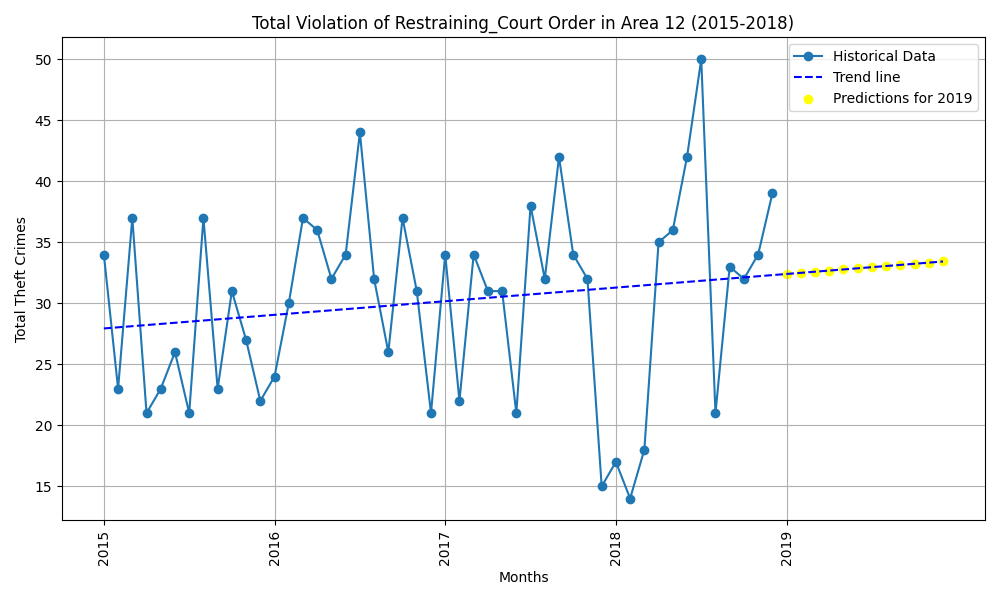 Total Violation of Restraining_Court Order in Area 12 (2015-2018)
Historical Data
Trend line
Predictions for 2019
Total Theft Crimes
50
45
40
35
30
25
20
15
2015
2016
2017
2018
2019
Months